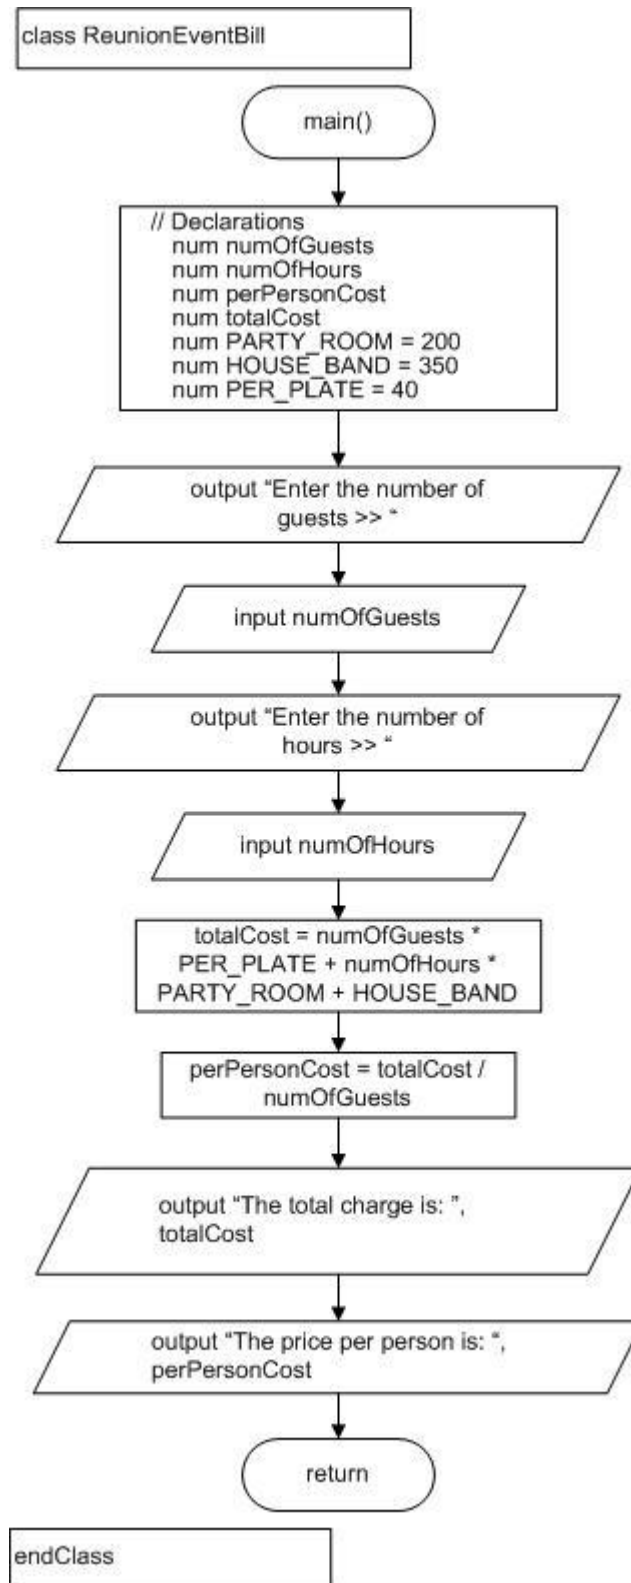 class ReunionEventBill
main()
// Declarations
num numOfGuests
num numOfHours
num perPersonCost
num totalCost
num PARTY_ROOM = 200
num HOUSE_BAND = 350
num PER_PLATE = 40
output “Enter the number of
guests >> “
input numOfGuests
output “Enter the number of
hours >> “
input numOfHours
totalCost = numOfGuests *
PER_PLATE + numOfHours *
PARTY_ROOM + HOUSE_BAND
perPersonCost = totalCost /
numOfGuests
output “The total charge is: ”,
totalCost
output “The price per person is: “,
perPersonCost
return
endClass